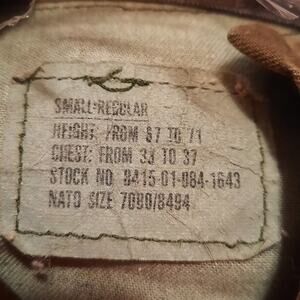 SMALL-REGULAR
HEIGHT: FROM 67 TO 71
CHEST: FROM 33 TO 37
STOCK NO. 8415-01-084-1643
NATO SIZE 7090/8494